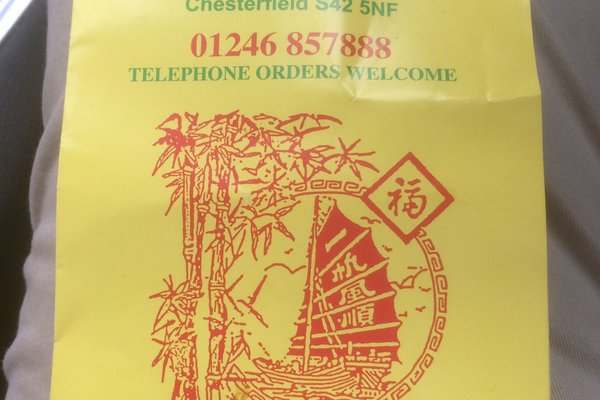 Chesterfield S42 5NF
01246 857888
TELEPHONE ORDERS WELCOME
福
一帆風順